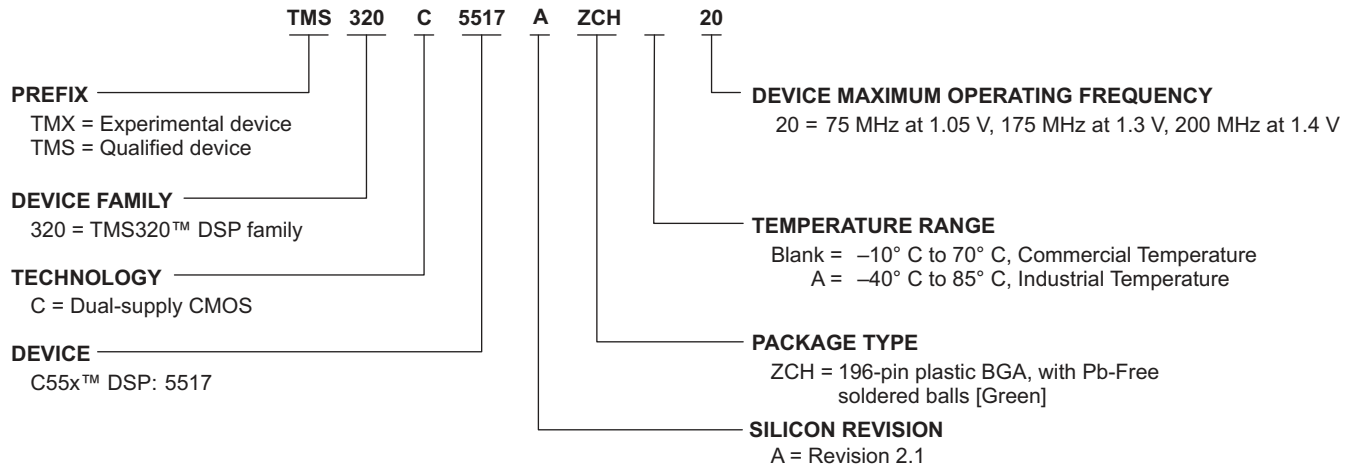 TMS 320 C 5517 A ZCH 20
PREFIX
TMX = Experimental device
TMS = Qualified device
DEVICE FAMILY
320 = TMS320™ DSP family
TECHNOLOGY
C = Dual-supply CMOS
DEVICE
C55x™ DSP: 5517
DEVICE MAXIMUM OPERATING FREQUENCY
20 = 75 MHz at 1.05 V, 175 MHz at 1.3 V, 200 MHz at 1.4 V
TEMPERATURE RANGE
Blank = –10° C to 70° C, Commercial Temperature
A = –40° C to 85° C, Industrial Temperature
PACKAGE TYPE
ZCH = 196-pin plastic BGA, with Pb-Free
soldered balls [Green]
SILICON REVISION
A = Revision 2.1